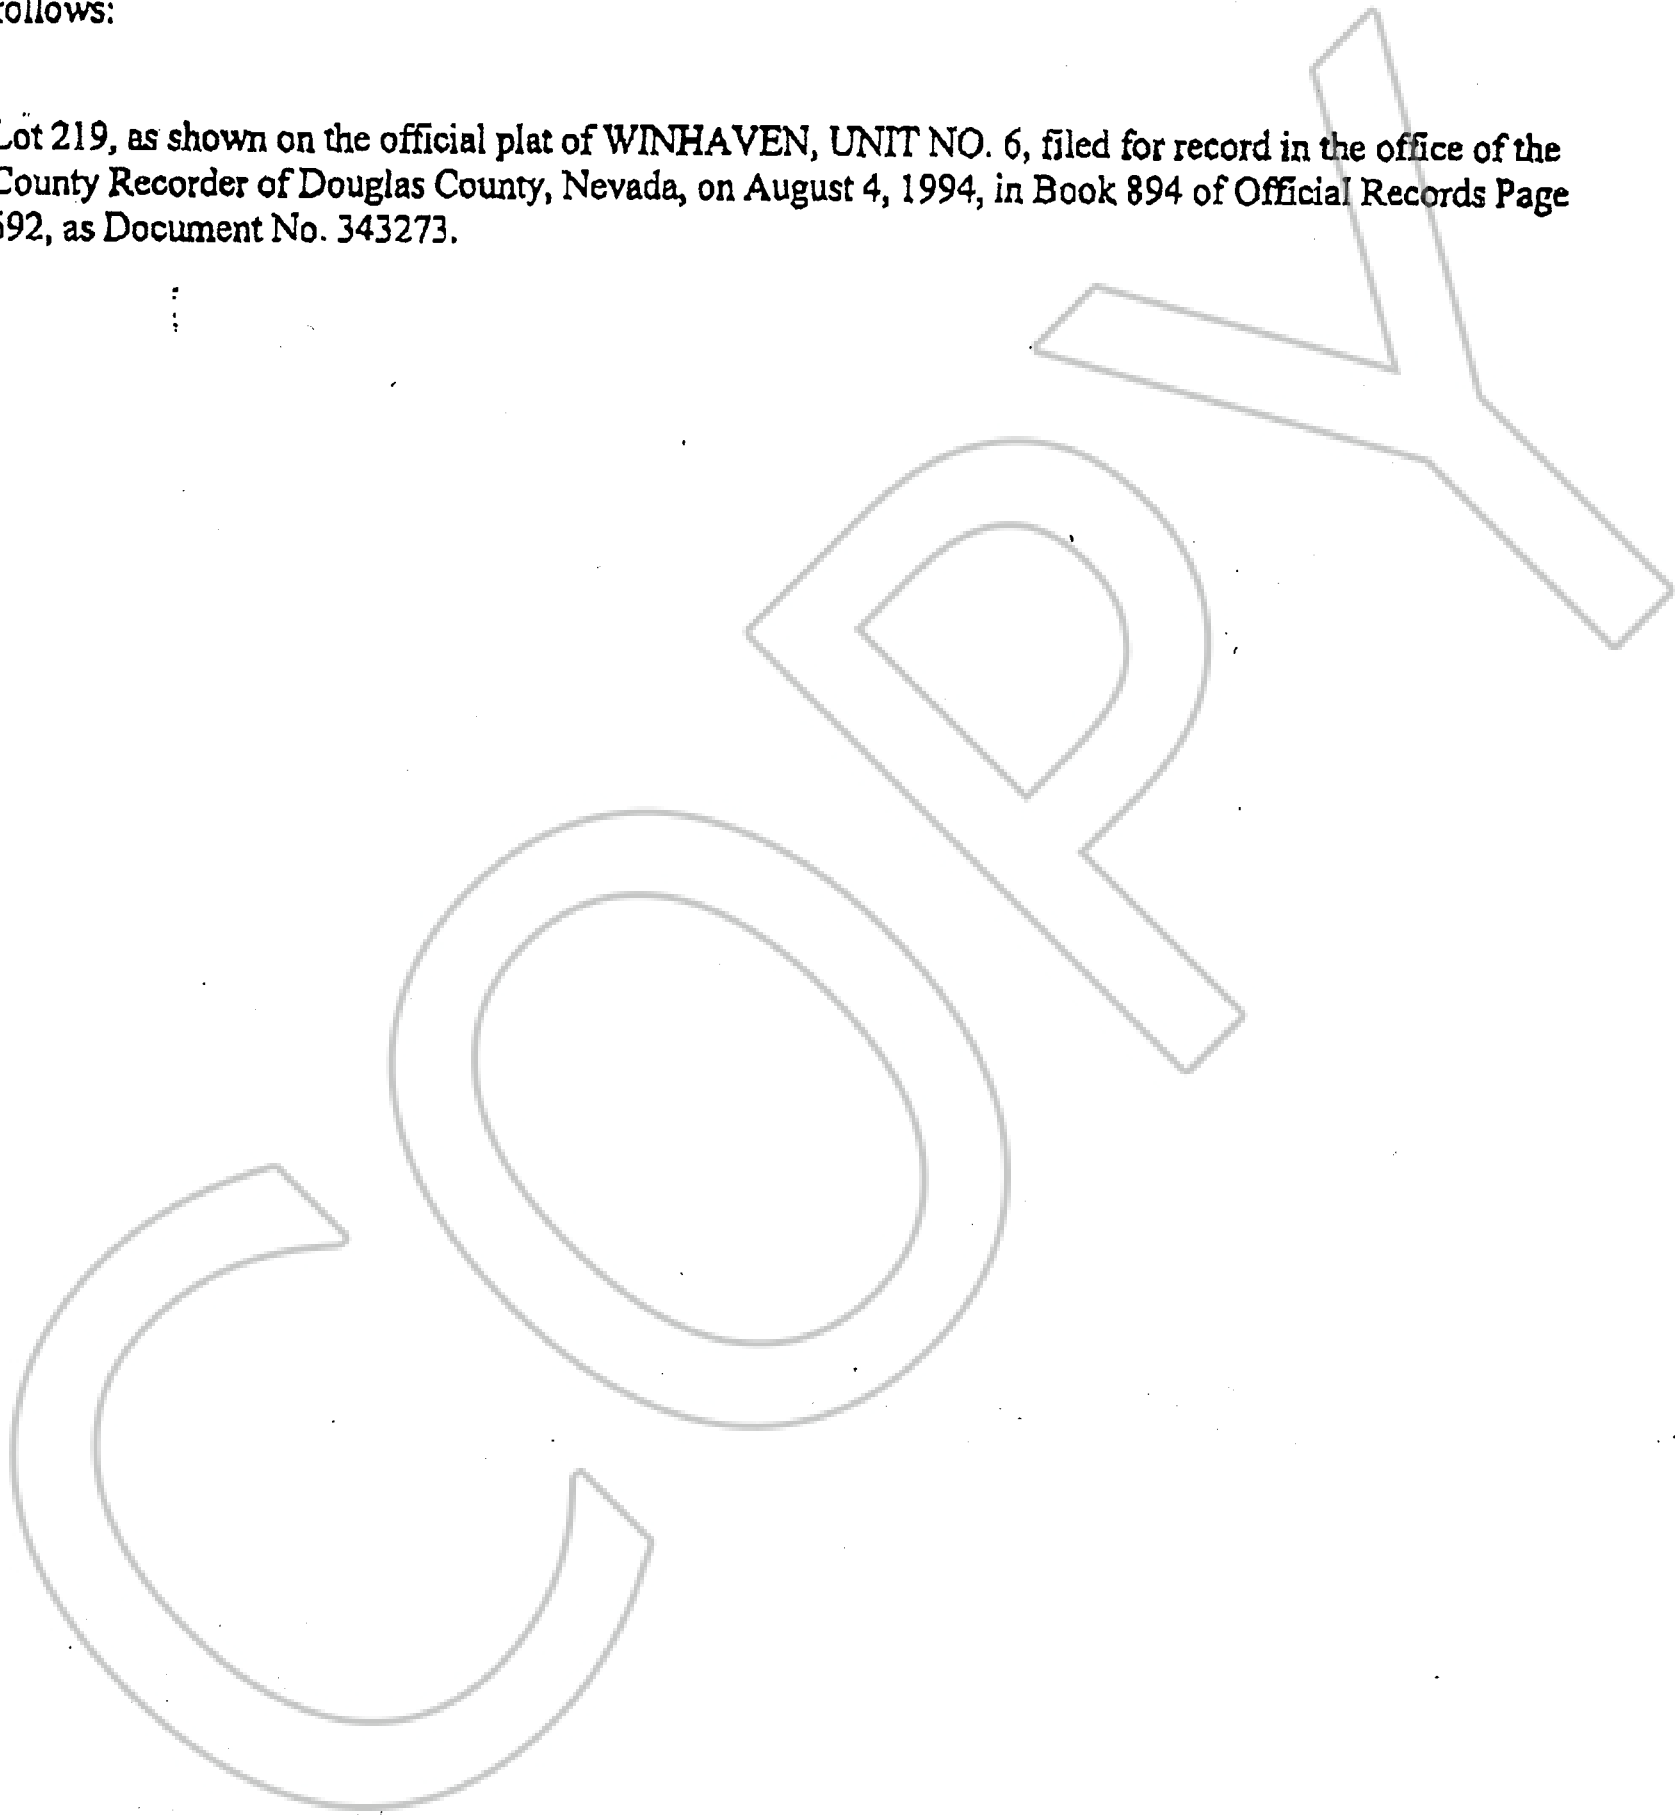 follows:
Lot 219, as shown on the official plat of WINHAVEN, UNIT NO. 6, filed for record in the office of the
County Recorder of Douglas County, Nevada, on August 4, 1994, in Book 894 of Official Records Page
592, as Document No. 343273.
COPY